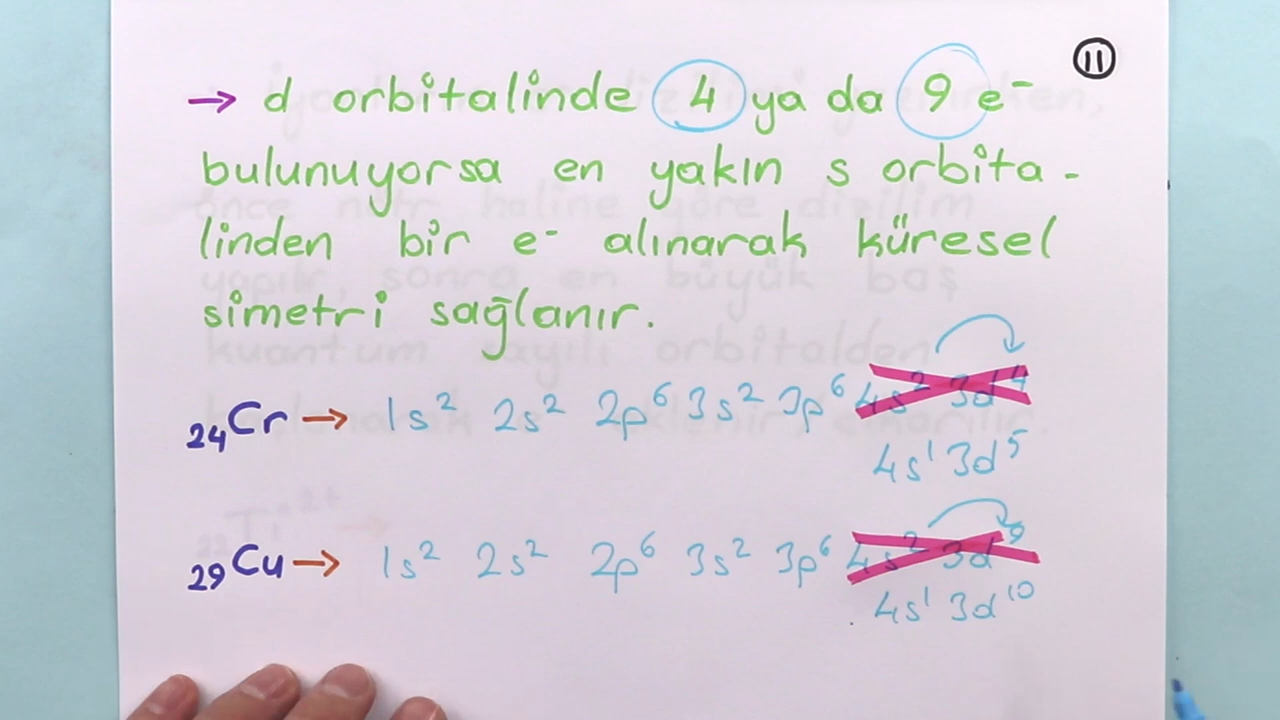 ⑪
→ d orbitalinde 4 ya da 9 e⁻
bulunuyorsa en yakın s orbita-
linden bir e⁻ alınarak küresel
simetri sağlanır.
₂₄Cr → 1s² 2s² 2p⁶ 3s² 3p⁶ 4s² 3d⁴
4s¹ 3d⁵
₂₉Cu → 1s² 2s² 2p⁶ 3s² 3p⁶ 4s² 3d⁹
4s¹ 3d¹⁰